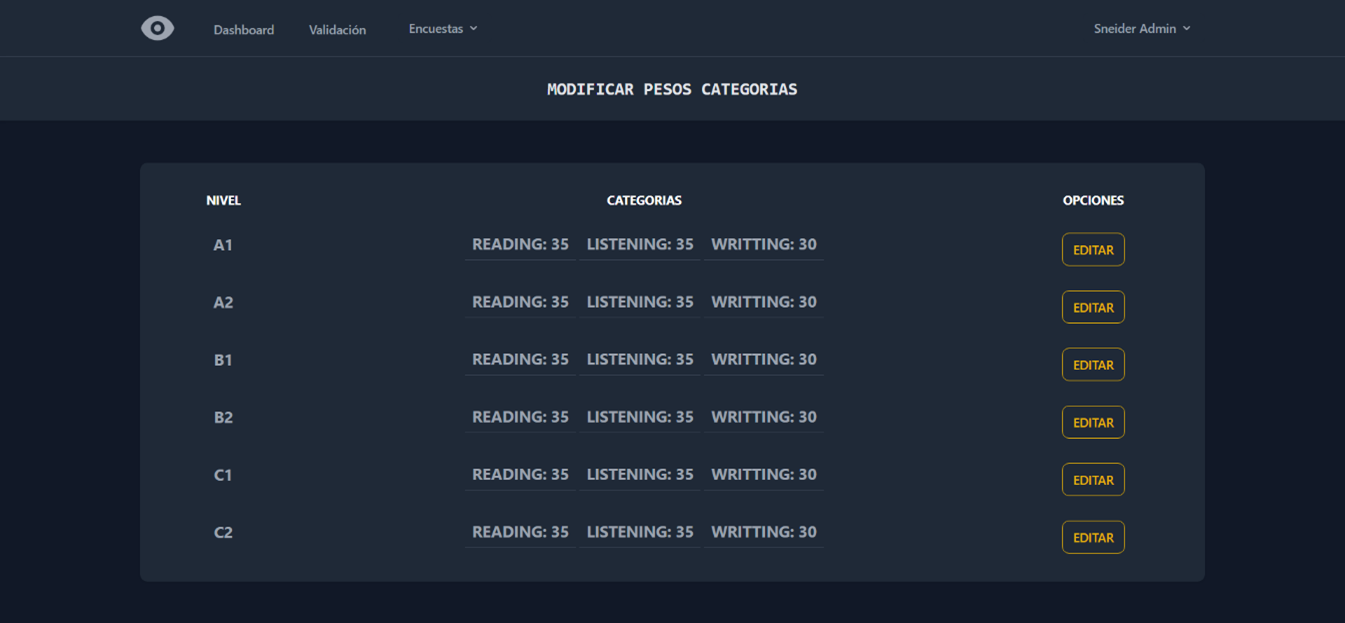 Dashboard Validación Encuestas Sneider Admin
MODIFICAR PESOS CATEGORIAS
NIVEL CATEGORIAS OPCIONES
A1 READING: 35 LISTENING: 35 WRITTING: 30 EDITAR
A2 READING: 35 LISTENING: 35 WRITTING: 30 EDITAR
B1 READING: 35 LISTENING: 35 WRITTING: 30 EDITAR
B2 READING: 35 LISTENING: 35 WRITTING: 30 EDITAR
C1 READING: 35 LISTENING: 35 WRITTING: 30 EDITAR
C2 READING: 35 LISTENING: 35 WRITTING: 30 EDITAR